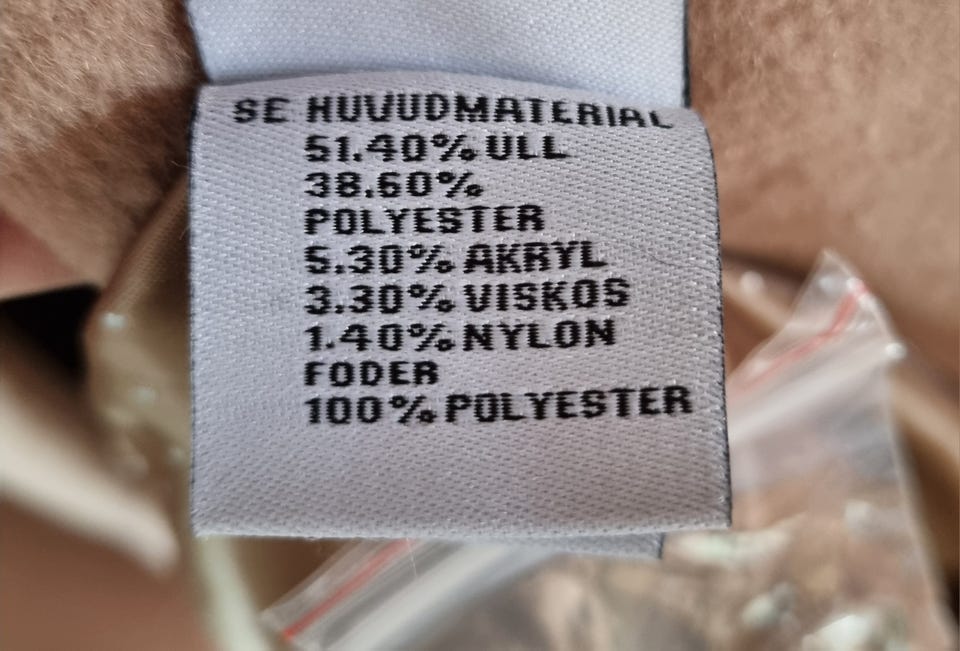 SE HUVUDMATERIAL
51.40% ULL
38.60%
POLYESTER
5.30% AKRYL
3.30% VISKOS
1.40% NYLON
FODER
100% POLYESTER